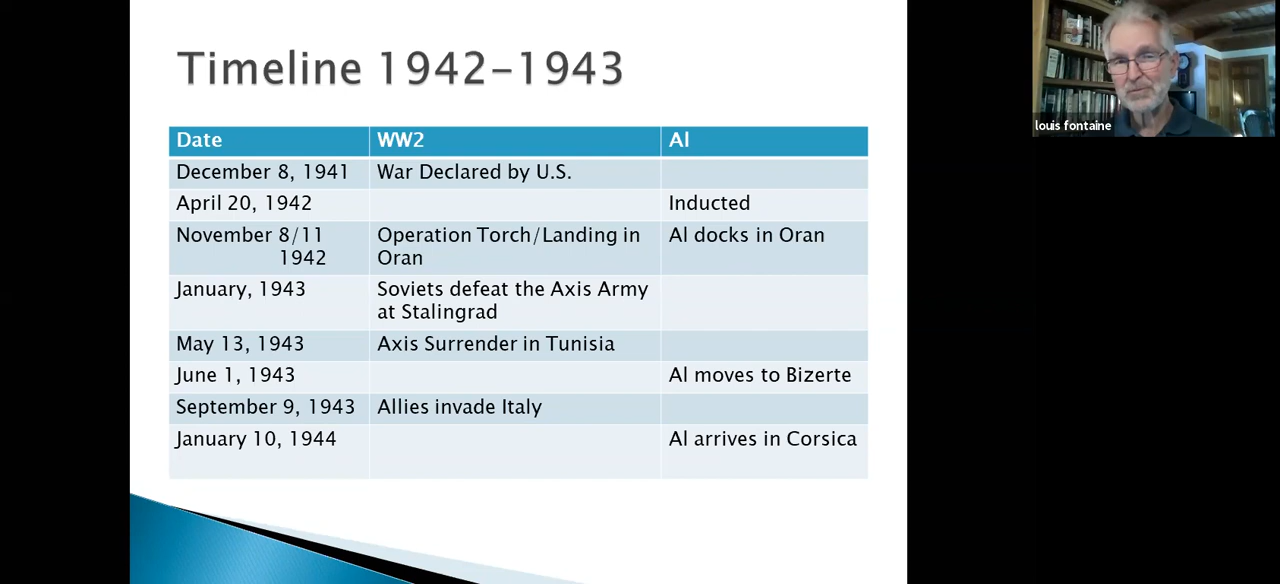 Timeline 1942-1943
Date WW2 Al
December 8, 1941 War Declared by U.S.
April 20, 1942 Inducted
November 8/11 Operation Torch/Landing in Al docks in Oran
1942 Oran
January, 1943 Soviets defeat the Axis Army
at Stalingrad
May 13, 1943 Axis Surrender in Tunisia
June 1, 1943 Al moves to Bizerte
September 9, 1943 Allies invade Italy
January 10, 1944 Al arrives in Corsica
louis fontaine